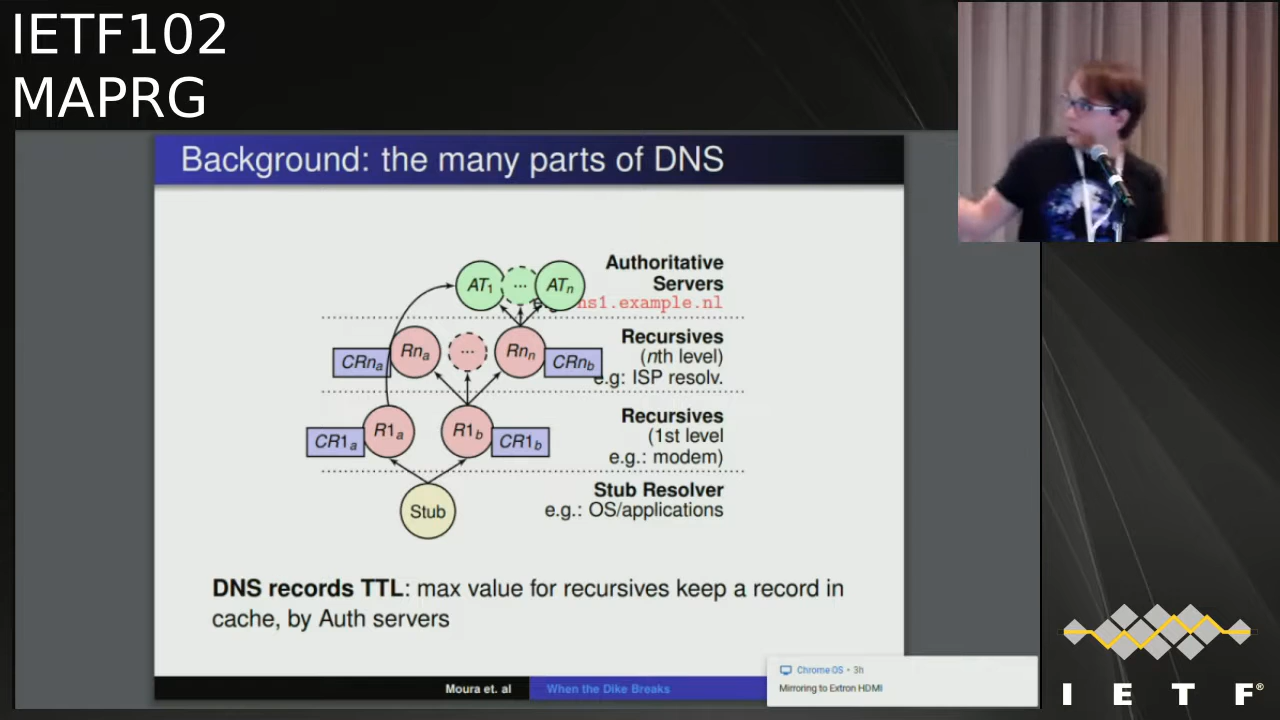 IETF102
MAPRG
Background: the many parts of DNS
AT1 ... ATn
Authoritative
Servers
ns1.example.nl
CRna Rna ... Rnn CRnb
Recursives
(nth level)
e.g: ISP resolv.
CR1a R1a R1b CR1b
Recursives
(1st level
e.g.: modem)
Stub
Stub Resolver
e.g.: OS/applications
DNS records TTL: max value for recursives keep a record in
cache, by Auth servers
Moura et. al
When the Dike Breaks
Chrome OS • 3h
Mirroring to Extron HDMI
I E T F®